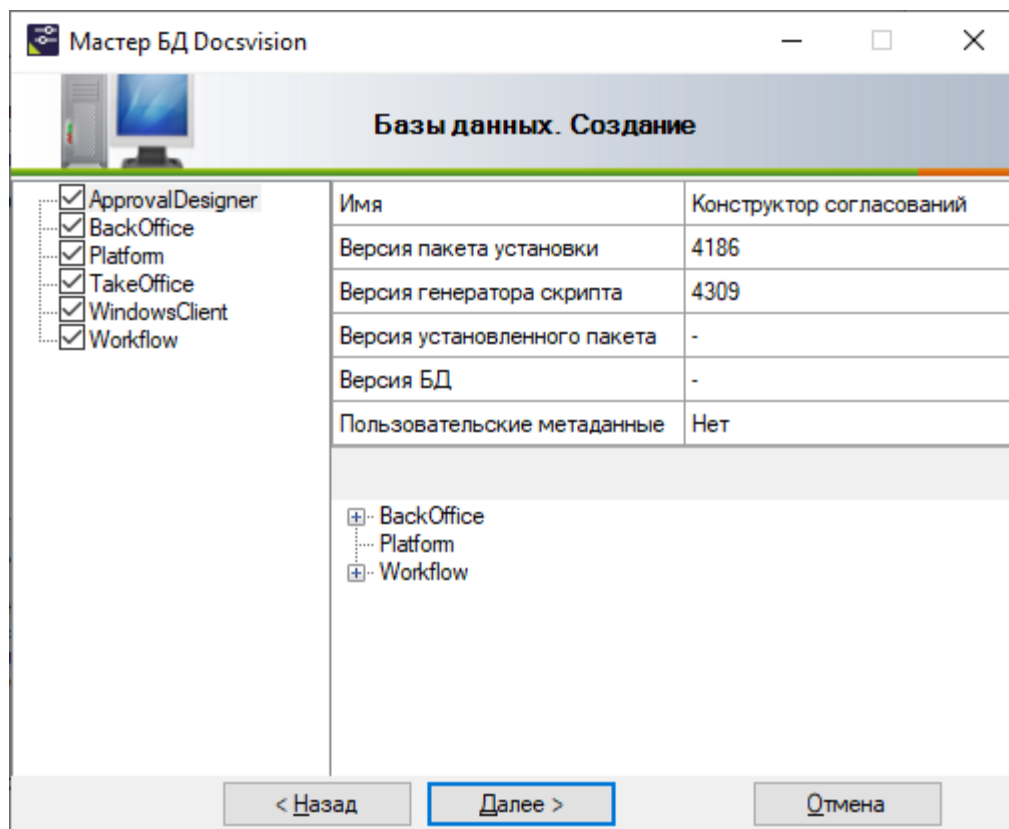 Мастер БД Docsvision
Базы данных. Создание
ApprovalDesigner
BackOffice
Platform
TakeOffice
WindowsClient
Workflow
Имя Конструктор согласований
Версия пакета установки 4186
Версия генератора скрипта 4309
Версия установленного пакета -
Версия БД -
Пользовательские метаданные Нет
BackOffice
Platform
Workflow
< Назад Далее > Отмена